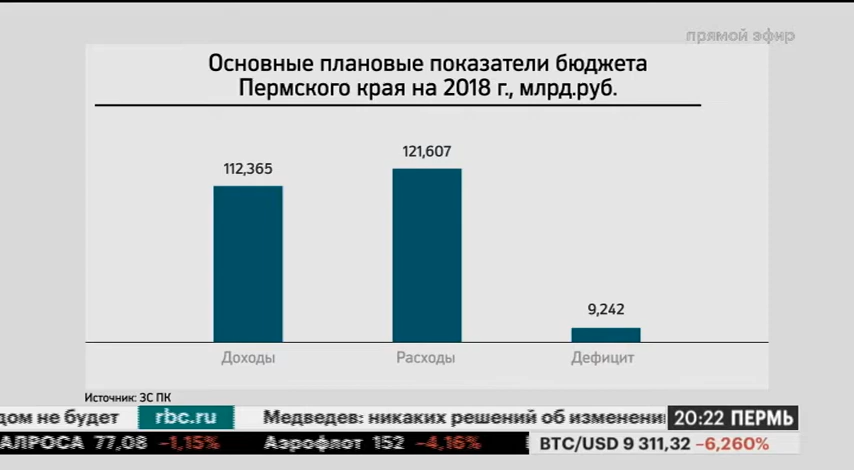 прямой эфир
Основные плановые показатели бюджета
Пермского края на 2018 г., млрд.руб.
112,365
121,607
9,242
Доходы
Расходы
Дефицит
Источник: ЗС ПК
дом не будет rbc.ru Медведев: никаких решений об изменени 20:22 ПЕРМЬ
АЛРОСА 77,08 -1,15% Аэрофлот 152 -4,16% BTC/USD 9 311,32 -6,260%